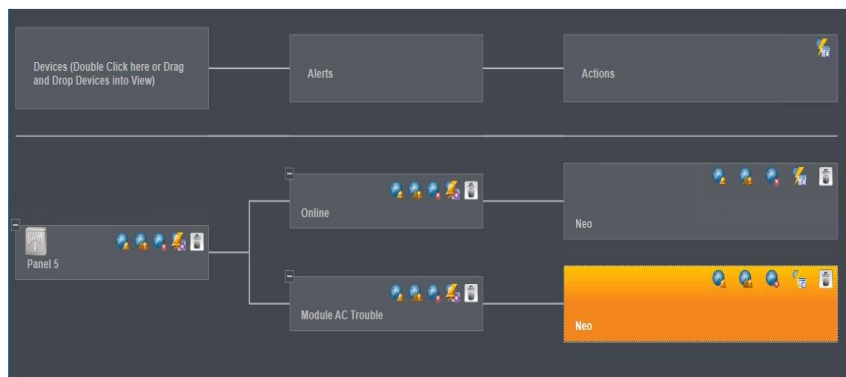 Devices (Double Click here or Drag
and Drop Devices into View)
Alerts
Actions
Online
Neo
Panel 5
Module AC Trouble
Neo